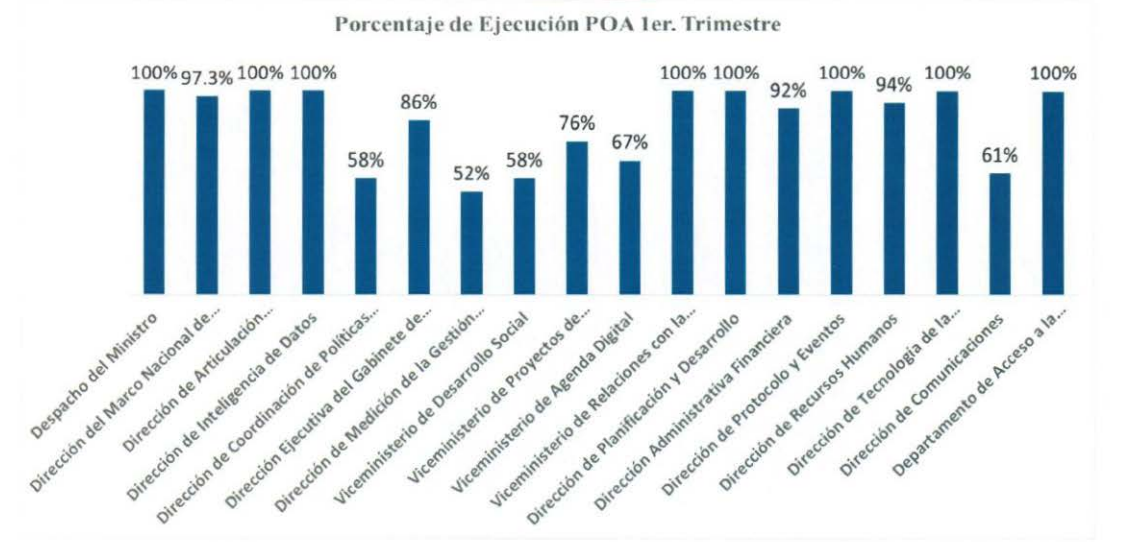 Porcentaje de Ejecución POA 1er. Trimestre
100%
97.3%
100%
100%
58%
86%
52%
58%
76%
67%
100%
100%
92%
100%
94%
100%
61%
100%
Despacho del Ministro
Dirección del Marco Nacional de...
Dirección de Articulación...
Dirección de Inteligencia de Datos
Dirección de Coordinación de Políticas...
Dirección Ejecutiva del Gabinete de...
Dirección de Medición de la Gestión...
Viceministerio de Desarrollo Social
Viceministerio de Proyectos de...
Viceministerio de Agenda Digital
Viceministerio de Relaciones con la...
Dirección de Planificación y Desarrollo
Dirección Administrativa Financiera
Dirección de Protocolo y Eventos
Dirección de Recursos Humanos
Dirección de Tecnología de la...
Dirección de Comunicaciones
Departamento de Acceso a la...